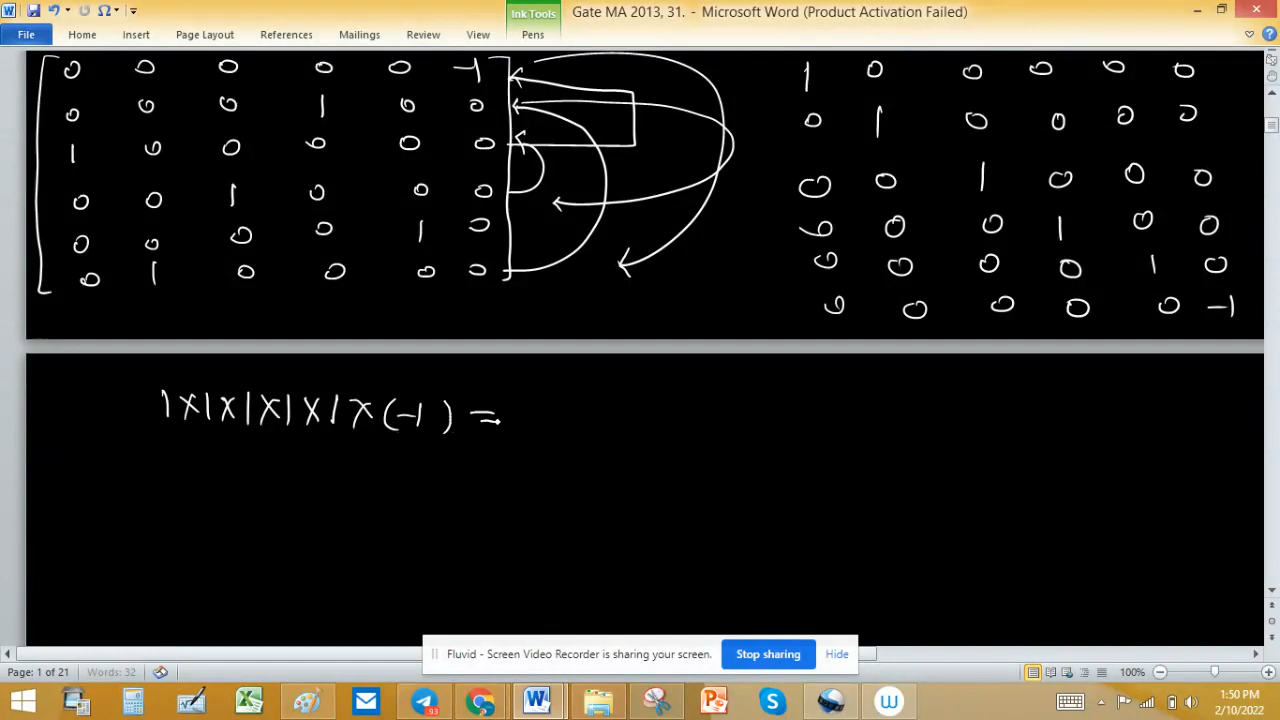 Ink Tools
Gate MA 2013, 31. - Microsoft Word (Product Activation Failed)
File Home Insert Page Layout References Mailings Review View Pens
0 0 0 0 0 -1
0 0 0 1 0 0
1 0 0 0 0 0
0 0 1 0 0 0
0 0 0 0 1 0
0 1 0 0 0 0
1 0 0 0 0 0
0 1 0 0 0 0
0 0 1 0 0 0
0 0 0 1 0 0
0 0 0 0 1 0
0 0 0 0 0 -1
1x1x1x1x1x(-1) =
Fluvid - Screen Video Recorder is sharing your screen. Stop sharing Hide
Page: 1 of 21 Words: 32 100%
93
1:50 PM
2/10/2022